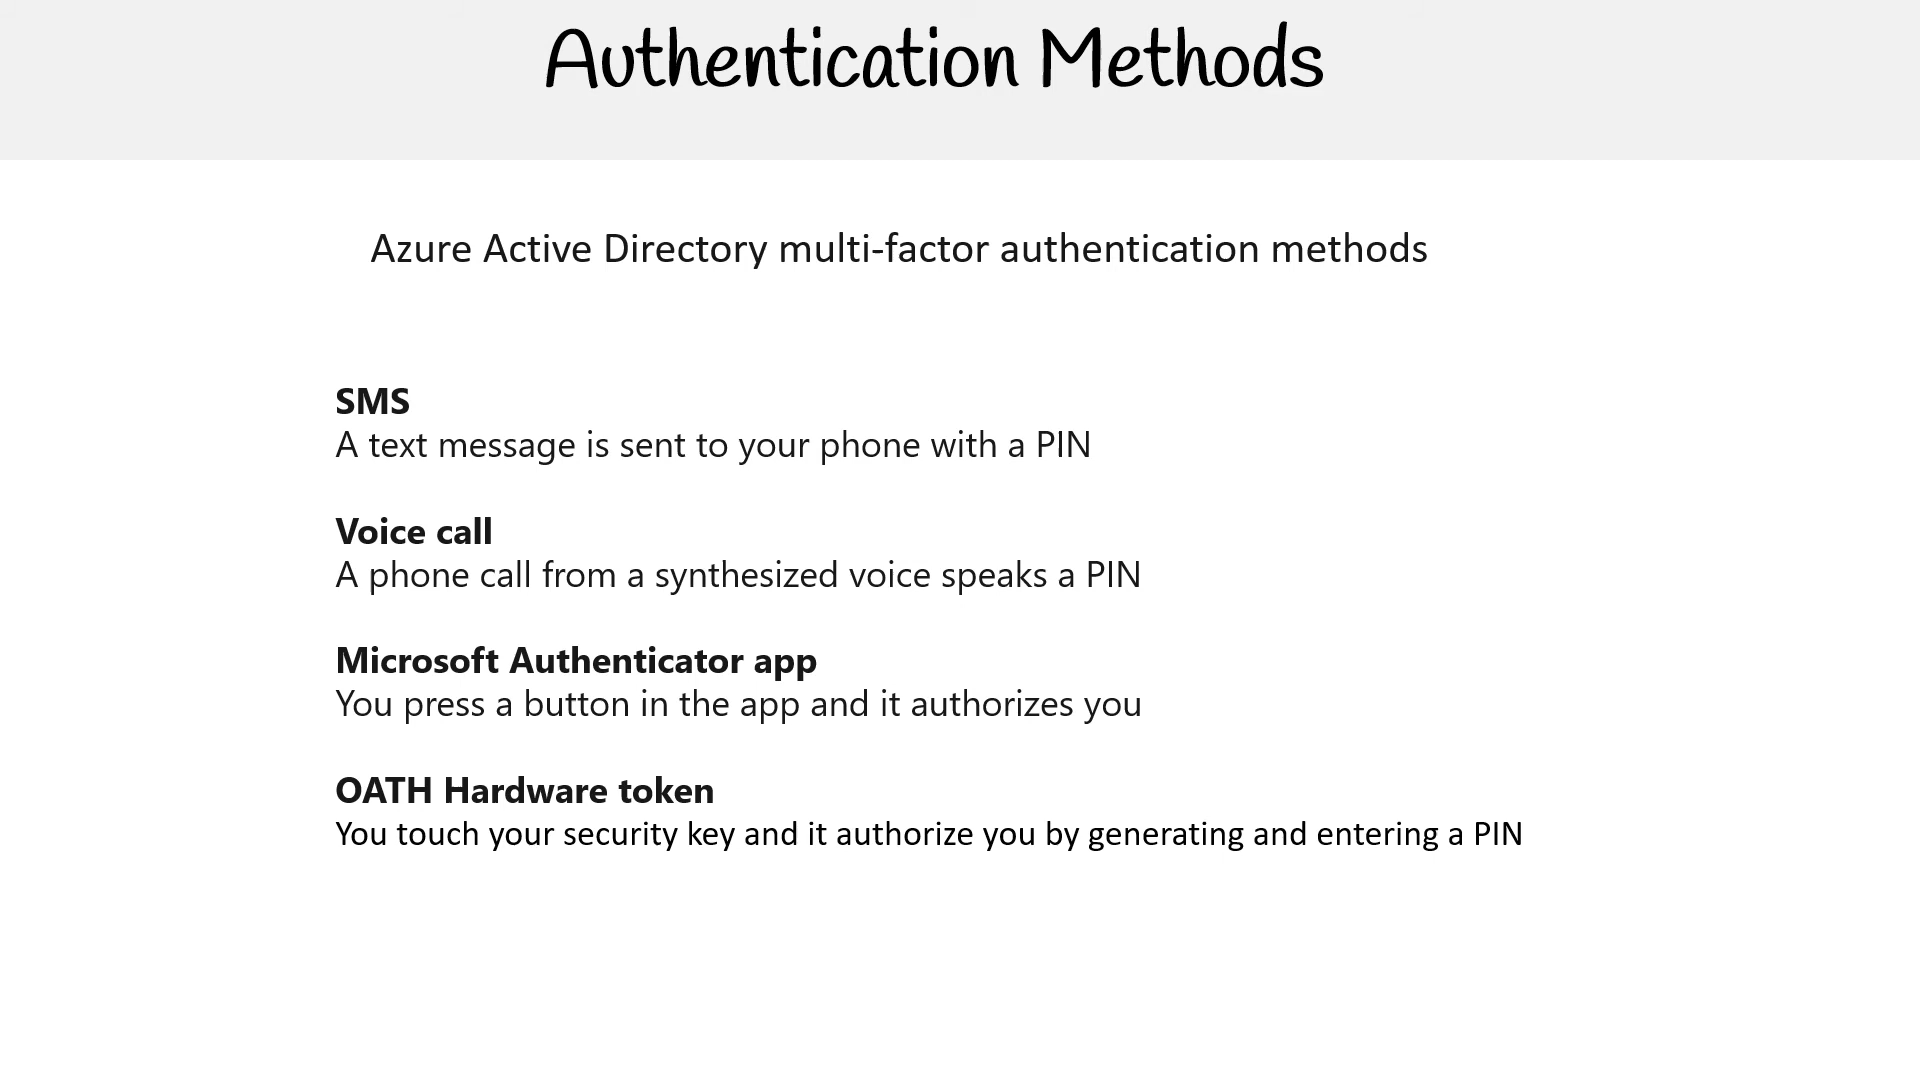 Authentication Methods
Azure Active Directory multi-factor authentication methods
SMS
A text message is sent to your phone with a PIN
Voice call
A phone call from a synthesized voice speaks a PIN
Microsoft Authenticator app
You press a button in the app and it authorizes you
OATH Hardware token
You touch your security key and it authorize you by generating and entering a PIN